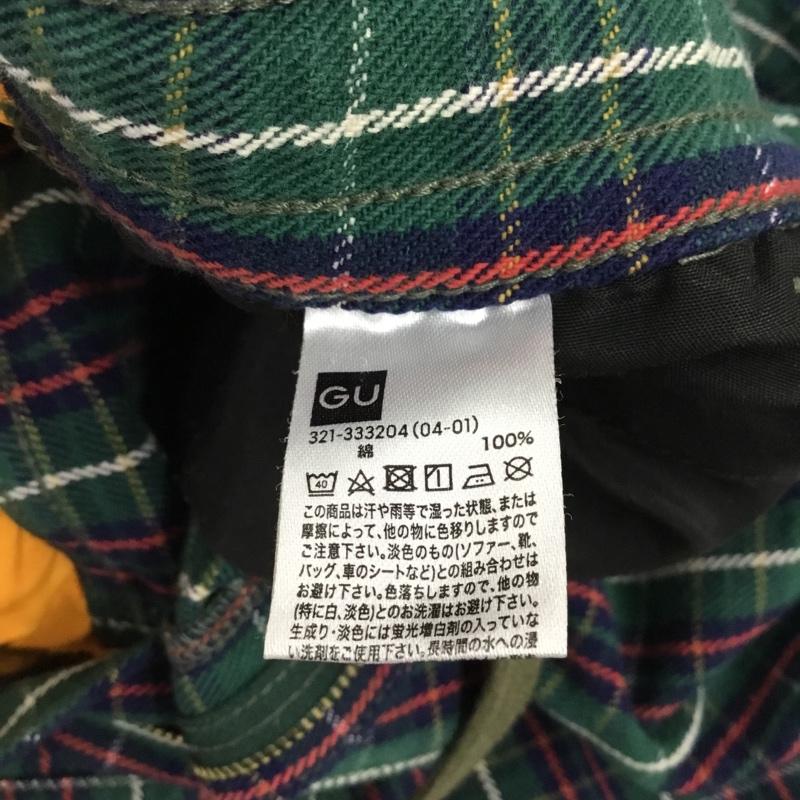 GU
321-333204(04-01)
綿 100%
40
この商品は汗や雨等で湿った状態、または
摩擦によって、他の物に色移りしますので
ご注意下さい。淡色のもの(ソファー、靴、
バッグ、車のシートなど)との組み合わせは
お避け下さい。色落ちしますので、他の物
(特に白、淡色)とのお洗濯はお避け下さい。
生成り・淡色には蛍光増白剤の入っていな
い洗剤をご使用下さい。長時間の水への浸